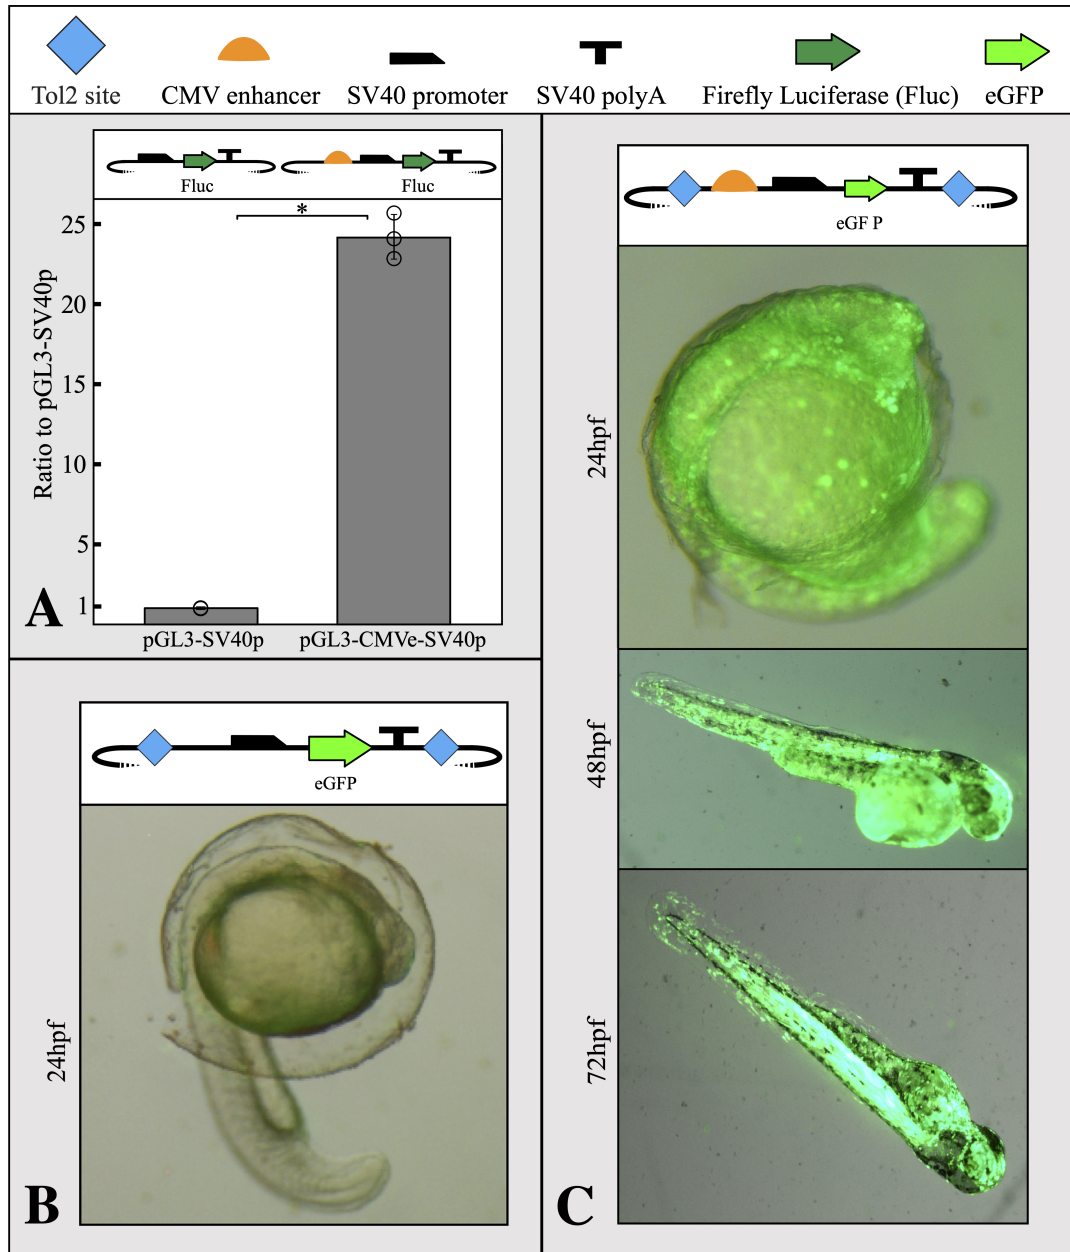 Tol2 site
CMV enhancer
SV40 promoter
SV40 polyA
Firefly Luciferase (Fluc)
eGFP
Fluc
Fluc
*
25
20
15
10
5
1
Ratio to pGL3-SV40p
pGL3-SV40p
pGL3-CMVe-SV40p
A
eGFP
24hpf
B
eGF P
24hpf
48hpf
72hpf
C